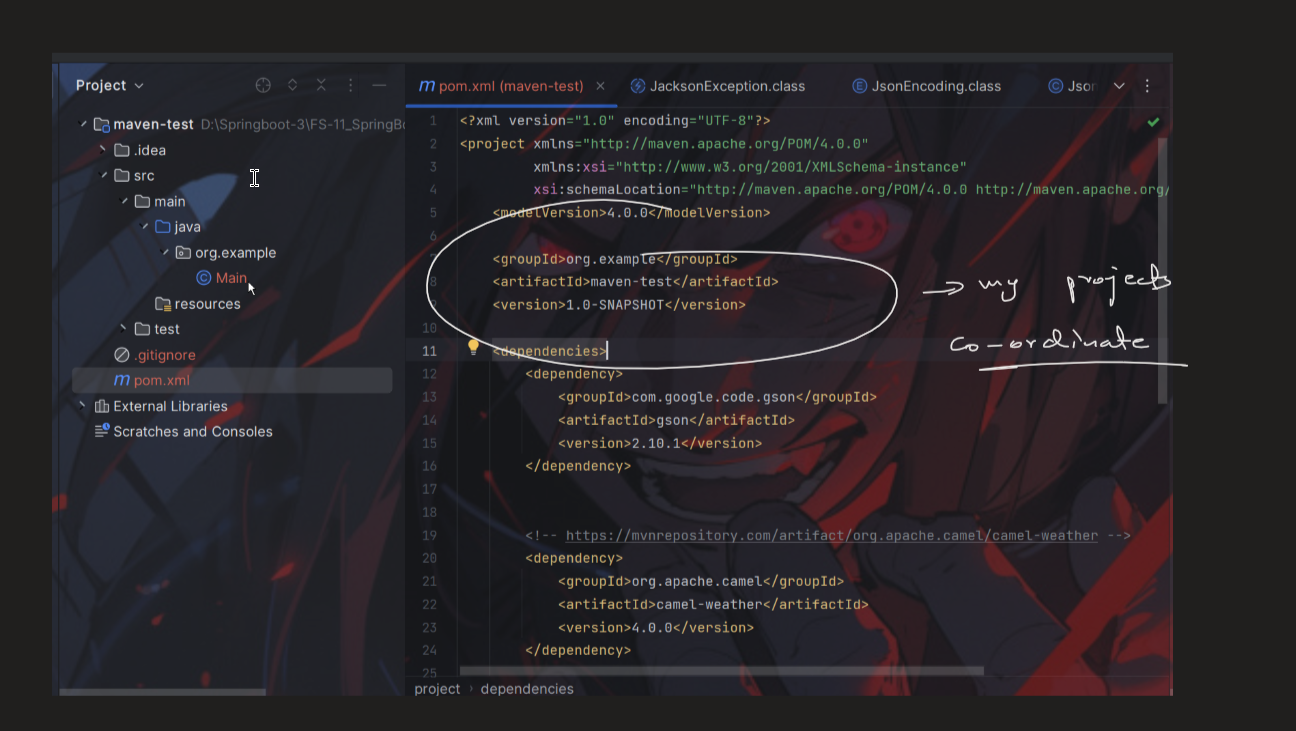 Project
maven-test D:\Springboot-3\FS-11_SpringBo
.idea
src
main
java
org.example
Main
resources
test
.gitignore
m pom.xml
External Libraries
Scratches and Consoles
m pom.xml (maven-test)
JacksonException.class
E JsonEncoding.class
C Jsor
1 <?xml version="1.0" encoding="UTF-8"?>
2 <project xmlns="http://maven.apache.org/POM/4.0.0"
3 xmlns:xsi="http://www.w3.org/2001/XMLSchema-instance"
4 xsi:schemaLocation="http://maven.apache.org/POM/4.0.0 http://maven.apache.org/
5 <modelVersion>4.0.0</modelVersion>
6
7 <groupId>org.example</groupId>
8 <artifactId>maven-test</artifactId>
9 <version>1.0-SNAPSHOT</version>
10
11 <dependencies>
12 <dependency>
13 <groupId>com.google.code.gson</groupId>
14 <artifactId>gson</artifactId>
15 <version>2.10.1</version>
16 </dependency>
17
18
19 <!-- https://mvnrepository.com/artifact/org.apache.camel/camel-weather -->
20 <dependency>
21 <groupId>org.apache.camel</groupId>
22 <artifactId>camel-weather</artifactId>
23 <version>4.0.0</version>
24 </dependency>
25
→ my projects
co-ordinate
project › dependencies